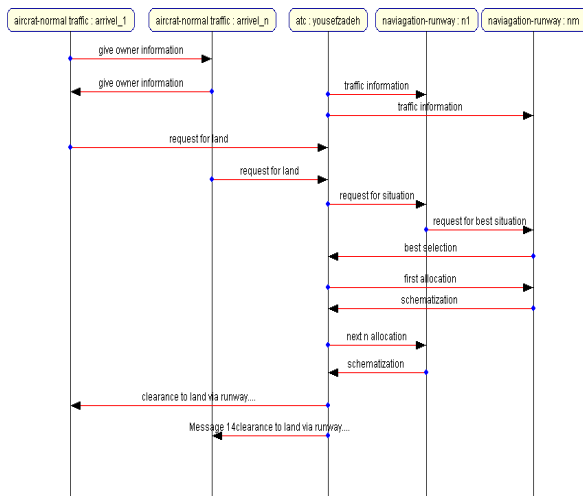 aircrat-normal traffic : arrivel_1
aircrat-normal traffic : arrivel_n
atc : yousefzadeh
naviagation-runway : n1
naviagation-runway : nm
give owner information
give owner information
traffic information
traffic information
request for land
request for land
request for situation
request for best situation
best selection
first allocation
schematization
next n allocation
schematization
clearance to land via runway....
Message 14clearance to land via runway....